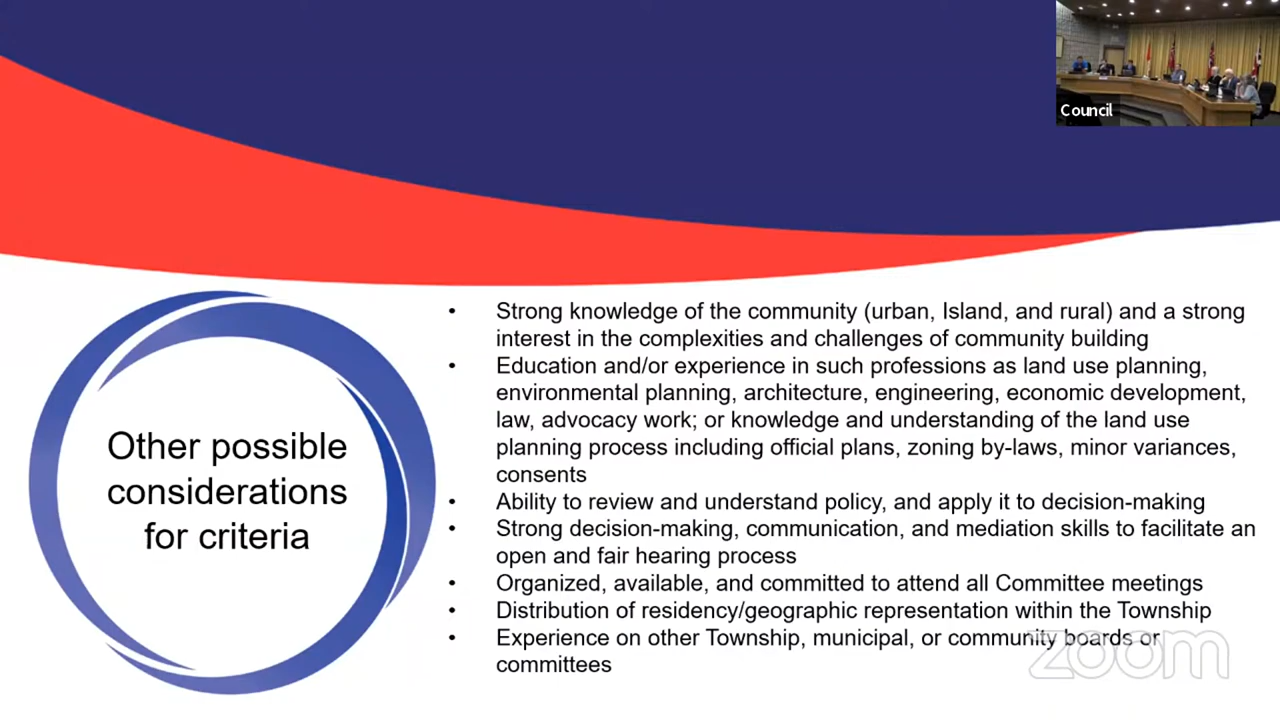 Council
Other possible
considerations
for criteria
• Strong knowledge of the community (urban, Island, and rural) and a strong
interest in the complexities and challenges of community building
• Education and/or experience in such professions as land use planning,
environmental planning, architecture, engineering, economic development,
law, advocacy work; or knowledge and understanding of the land use
planning process including official plans, zoning by-laws, minor variances,
consents
• Ability to review and understand policy, and apply it to decision-making
• Strong decision-making, communication, and mediation skills to facilitate an
open and fair hearing process
• Organized, available, and committed to attend all Committee meetings
• Distribution of residency/geographic representation within the Township
• Experience on other Township, municipal, or community boards or
committees
zoom